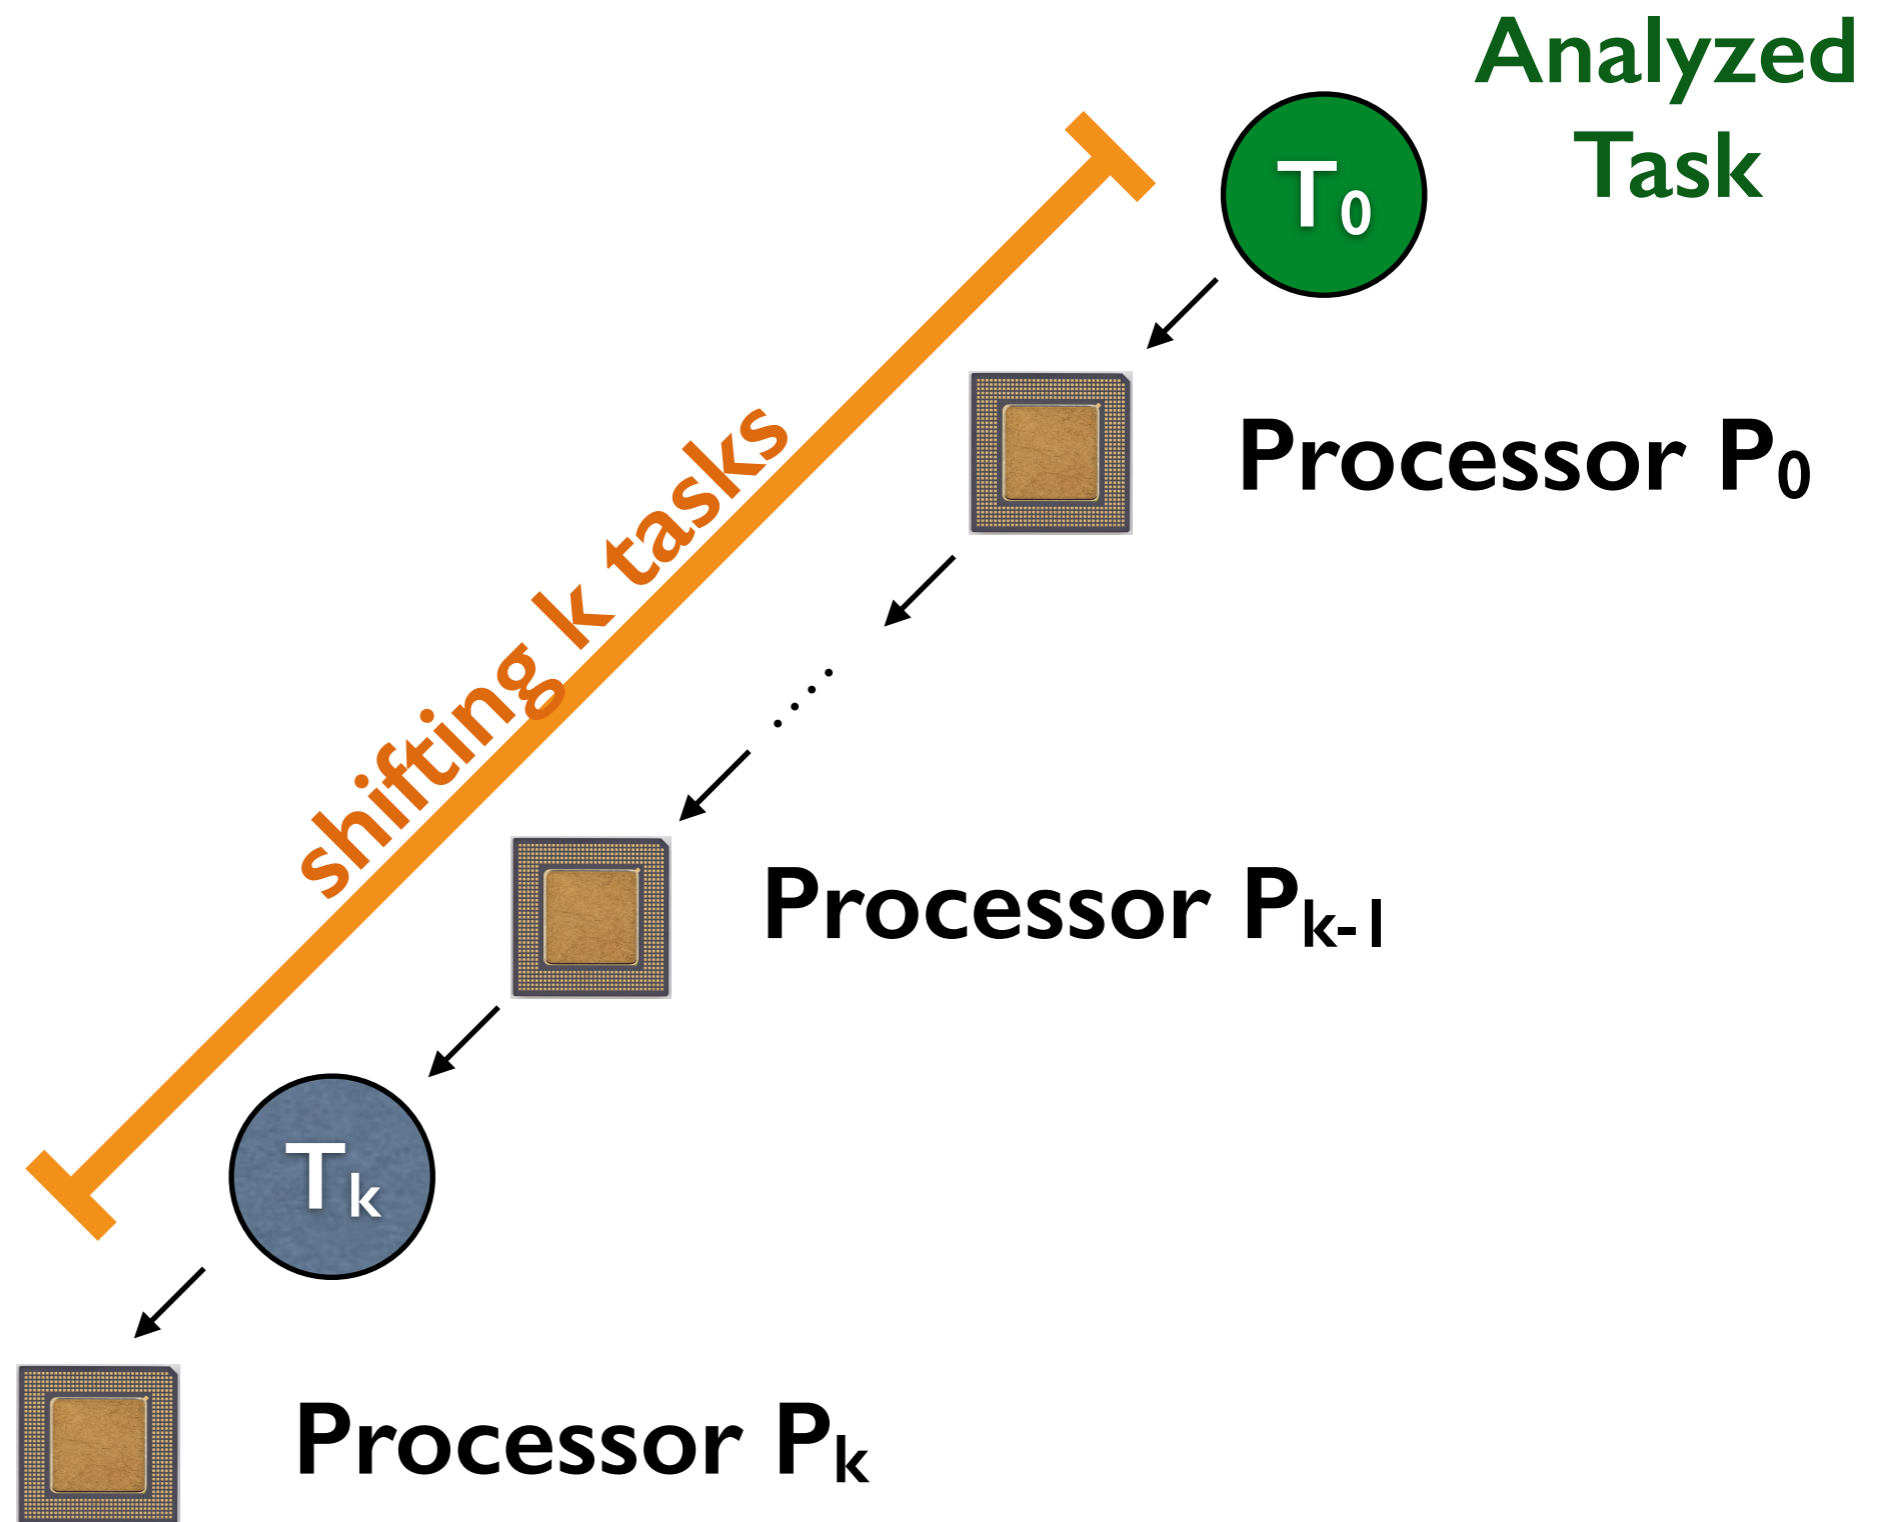 Analyzed
Task
T₀
Processor P₀
shifting k tasks
Processor Pₖ₋₁
Tₖ
Processor Pₖ